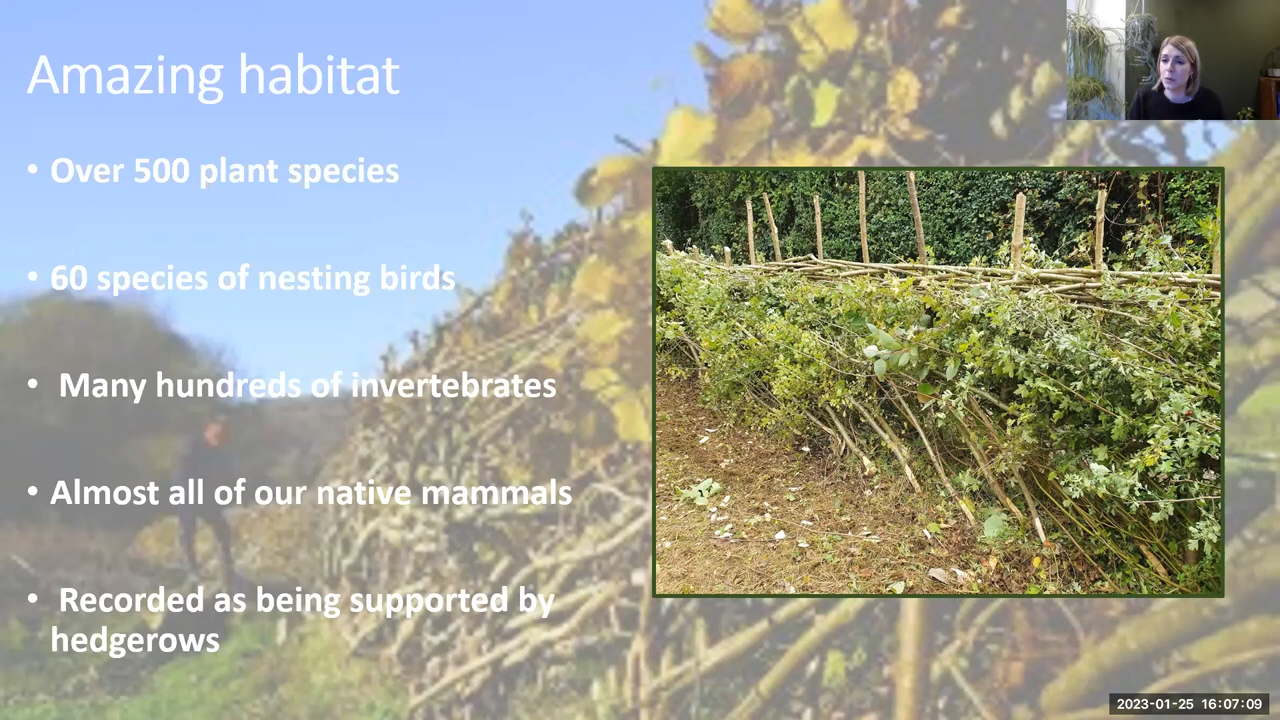 Amazing habitat
• Over 500 plant species
• 60 species of nesting birds
• Many hundreds of invertebrates
• Almost all of our native mammals
• Recorded as being supported by
hedgerows
2023-01-25 16:07:09